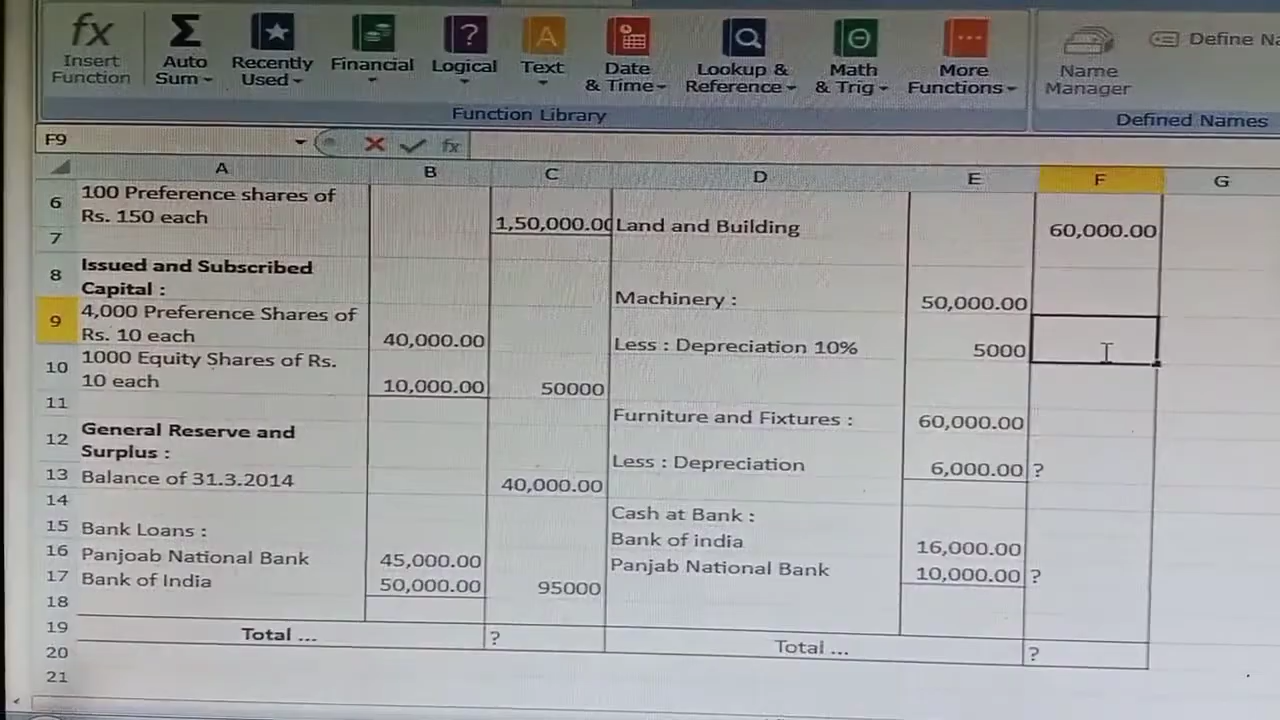 fx
Insert Function
Σ
Auto Sum
Recently Used
Financial
Logical
?
A
Text
Date & Time
Lookup & Reference
Math & Trig
More Functions
Name Manager
Define Na
Function Library
Defined Names
F9
fx
A B C D E F G
6 100 Preference shares of Rs. 150 each 1,50,000.00 Land and Building 60,000.00
7
8 Issued and Subscribed Capital : Machinery : 50,000.00
9 4,000 Preference Shares of Rs. 10 each 40,000.00 Less : Depreciation 10% 5000
10 1000 Equity Shares of Rs. 10 each 10,000.00 50000
11
12 General Reserve and Surplus : Furniture and Fixtures : 60,000.00
13 Balance of 31.3.2014 40,000.00 Less : Depreciation 6,000.00 ?
14
15 Bank Loans : Cash at Bank :
16 Panjoab National Bank 45,000.00 Bank of india 16,000.00
17 Bank of India 50,000.00 95000 Panjab National Bank 10,000.00 ?
18
19 Total ... ? Total ... ?
20
21